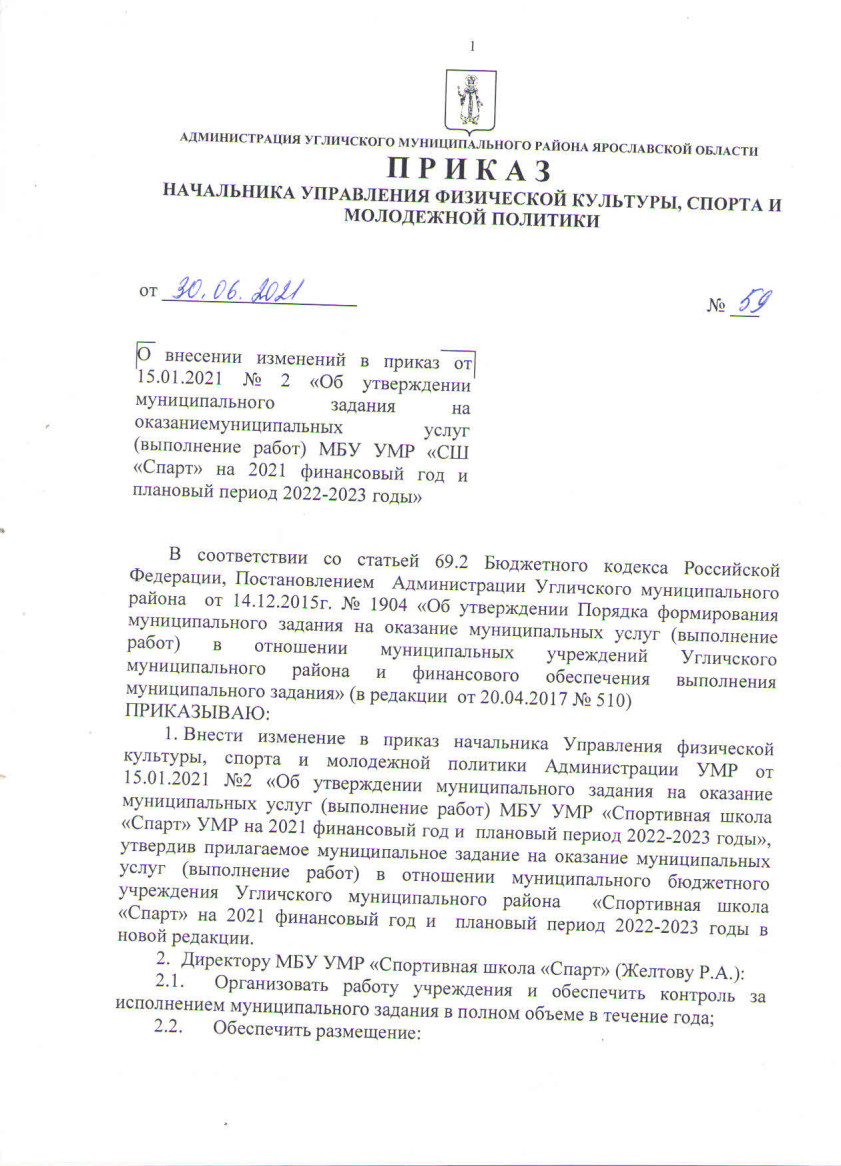 1
АДМИНИСТРАЦИЯ УГЛИЧСКОГО МУНИЦИПАЛЬНОГО РАЙОНА ЯРОСЛАВСКОЙ ОБЛАСТИ
П Р И К А З
НАЧАЛЬНИКА УПРАВЛЕНИЯ ФИЗИЧЕСКОЙ КУЛЬТУРЫ, СПОРТА И
МОЛОДЕЖНОЙ ПОЛИТИКИ
от 30.06.2021
№ 59
О внесении изменений в приказ от
15.01.2021 № 2 «Об утверждении
муниципального задания на
оказаниемуниципальных услуг
(выполнение работ) МБУ УМР «СШ
«Спарт» на 2021 финансовый год и
плановый период 2022-2023 годы»
В соответствии со статьей 69.2 Бюджетного кодекса Российской
Федерации, Постановлением Администрации Угличского муниципального
района от 14.12.2015г. № 1904 «Об утверждении Порядка формирования
муниципального задания на оказание муниципальных услуг (выполнение
работ) в отношении муниципальных учреждений Угличского
муниципального района и финансового обеспечения выполнения
муниципального задания» (в редакции от 20.04.2017 № 510)
ПРИКАЗЫВАЮ:
1. Внести изменение в приказ начальника Управления физической
культуры, спорта и молодежной политики Администрации УМР от
15.01.2021 №2 «Об утверждении муниципального задания на оказание
муниципальных услуг (выполнение работ) МБУ УМР «Спортивная школа
«Спарт» УМР на 2021 финансовый год и плановый период 2022-2023 годы»,
утвердив прилагаемое муниципальное задание на оказание муниципальных
услуг (выполнение работ) в отношении муниципального бюджетного
учреждения Угличского муниципального района «Спортивная школа
«Спарт» на 2021 финансовый год и плановый период 2022-2023 годы в
новой редакции.
2. Директору МБУ УМР «Спортивная школа «Спарт» (Желтову Р.А.):
2.1. Организовать работу учреждения и обеспечить контроль за
исполнением муниципального задания в полном объеме в течение года;
2.2. Обеспечить размещение: